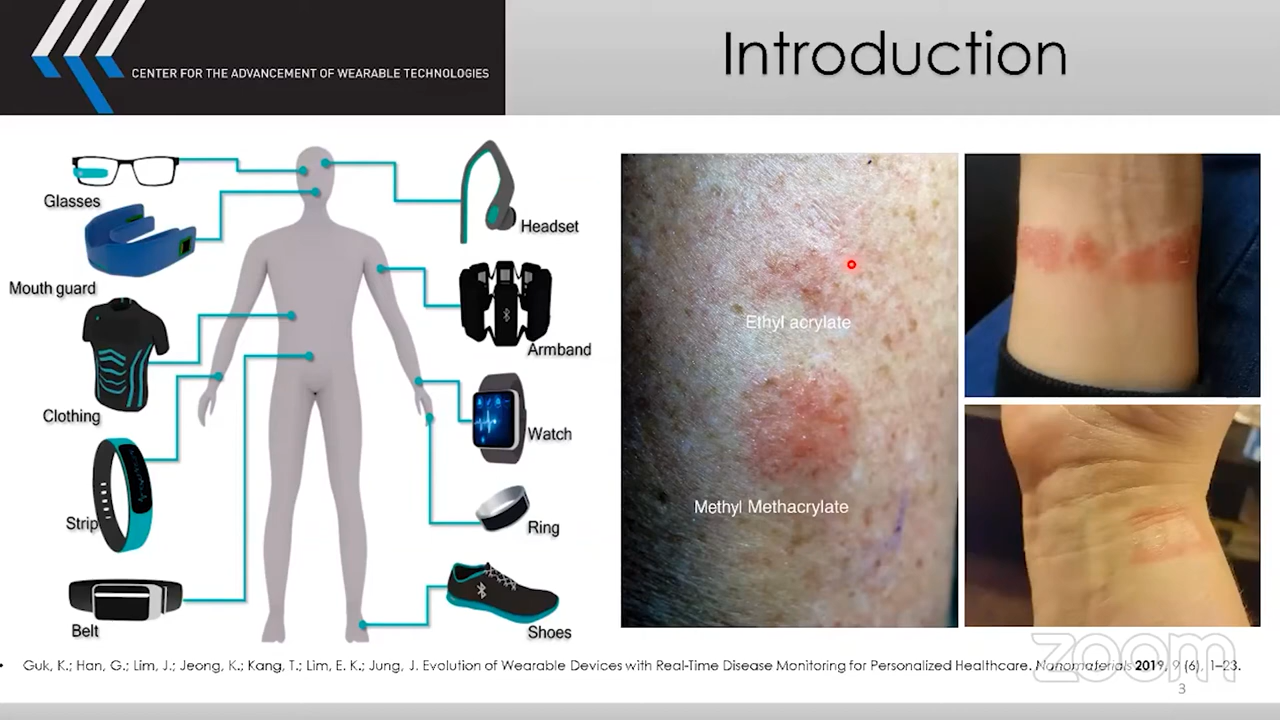 CENTER FOR THE ADVANCEMENT OF WEARABLE TECHNOLOGIES
Introduction
Glasses
Headset
Mouth guard
Armband
Clothing
Watch
Strip
Ring
Belt
Shoes
Ethyl acrylate
Methyl Methacrylate
• Guk, K.; Han, G.; Lim, J.; Jeong, K.; Kang, T.; Lim, E. K.; Jung, J. Evolution of Wearable Devices with Real-Time Disease Monitoring for Personalized Healthcare. Nanomaterials 2019, 9 (6), 1–23.
zoom
3